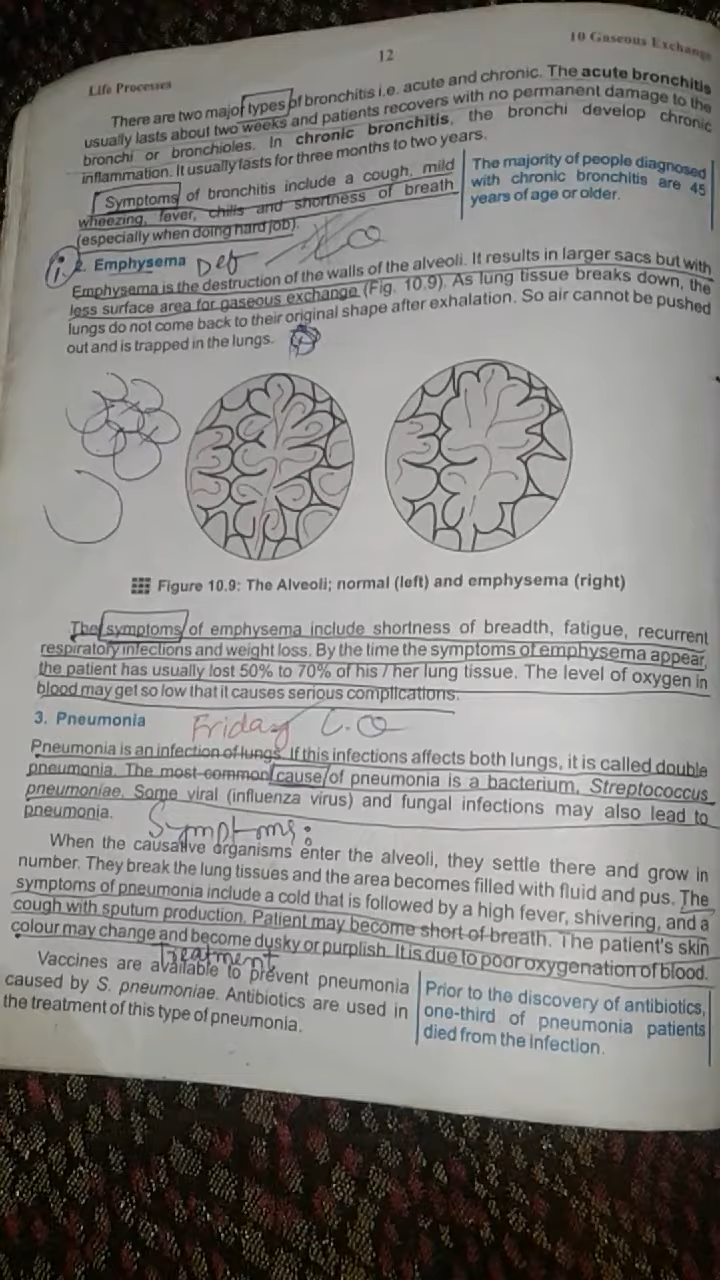 12
10 Gaseous Exchange
Life Processes
There are two major types of bronchitis i.e. acute and chronic. The acute bronchitis
usually lasts about two weeks and patients recovers with no permanent damage to the
bronchi or bronchioles. In chronic bronchitis, the bronchi develop chronic
inflammation. It usually lasts for three months to two years.
Symptoms of bronchitis include a cough, mild
wheezing, fever, chills and shortness of breath
(especially when doing hard job).
The majority of people diagnosed
with chronic bronchitis are 45
years of age or older.
2. Emphysema Def
Emphysema is the destruction of the walls of the alveoli. It results in larger sacs but with
less surface area for gaseous exchange (Fig. 10.9). As lung tissue breaks down, the
lungs do not come back to their original shape after exhalation. So air cannot be pushed
out and is trapped in the lungs.
Figure 10.9: The Alveoli; normal (left) and emphysema (right)
The symptoms of emphysema include shortness of breadth, fatigue, recurrent
respiratory infections and weight loss. By the time the symptoms of emphysema appear,
the patient has usually lost 50% to 70% of his / her lung tissue. The level of oxygen in
blood may get so low that it causes serious complications.
3. Pneumonia Friday
Pneumonia is an infection of lungs. If this infections affects both lungs, it is called double
pneumonia. The most common cause of pneumonia is a bacterium, Streptococcus
pneumoniae. Some viral (influenza virus) and fungal infections may also lead to
pneumonia.
Symptoms:
When the causative organisms enter the alveoli, they settle there and grow in
number. They break the lung tissues and the area becomes filled with fluid and pus. The
symptoms of pneumonia include a cold that is followed by a high fever, shivering, and a
cough with sputum production. Patient may become short of breath. The patient's skin
colour may change and become dusky or purplish. It is due to poor oxygenation of blood.
Treatment
Vaccines are available to prevent pneumonia
caused by S. pneumoniae. Antibiotics are used in
the treatment of this type of pneumonia.
Prior to the discovery of antibiotics,
one-third of pneumonia patients
died from the infection.